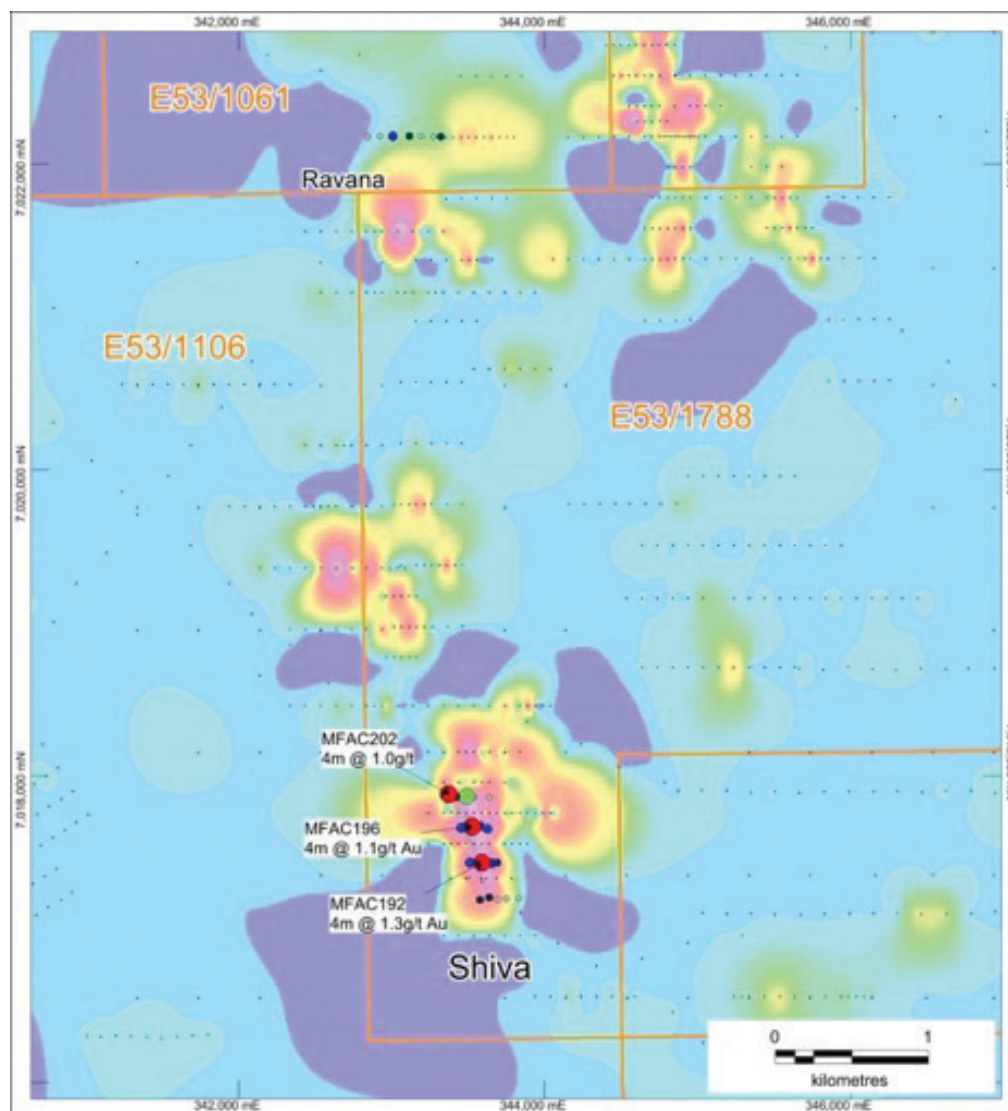 342,000 mE
344,000 mE
346,000 mE
E53/1061
7,022,000 mN
Ravana
E53/1106
E53/1788
7,020,000 mN
MFAC202
4m @ 1.0g/t
7,018,000 mN
MFAC196
4m @ 1.1g/t Au
MFAC192
4m @ 1.3g/t Au
Shiva
0 1
kilometres
342,000 mE
344,000 mE
346,000 mE